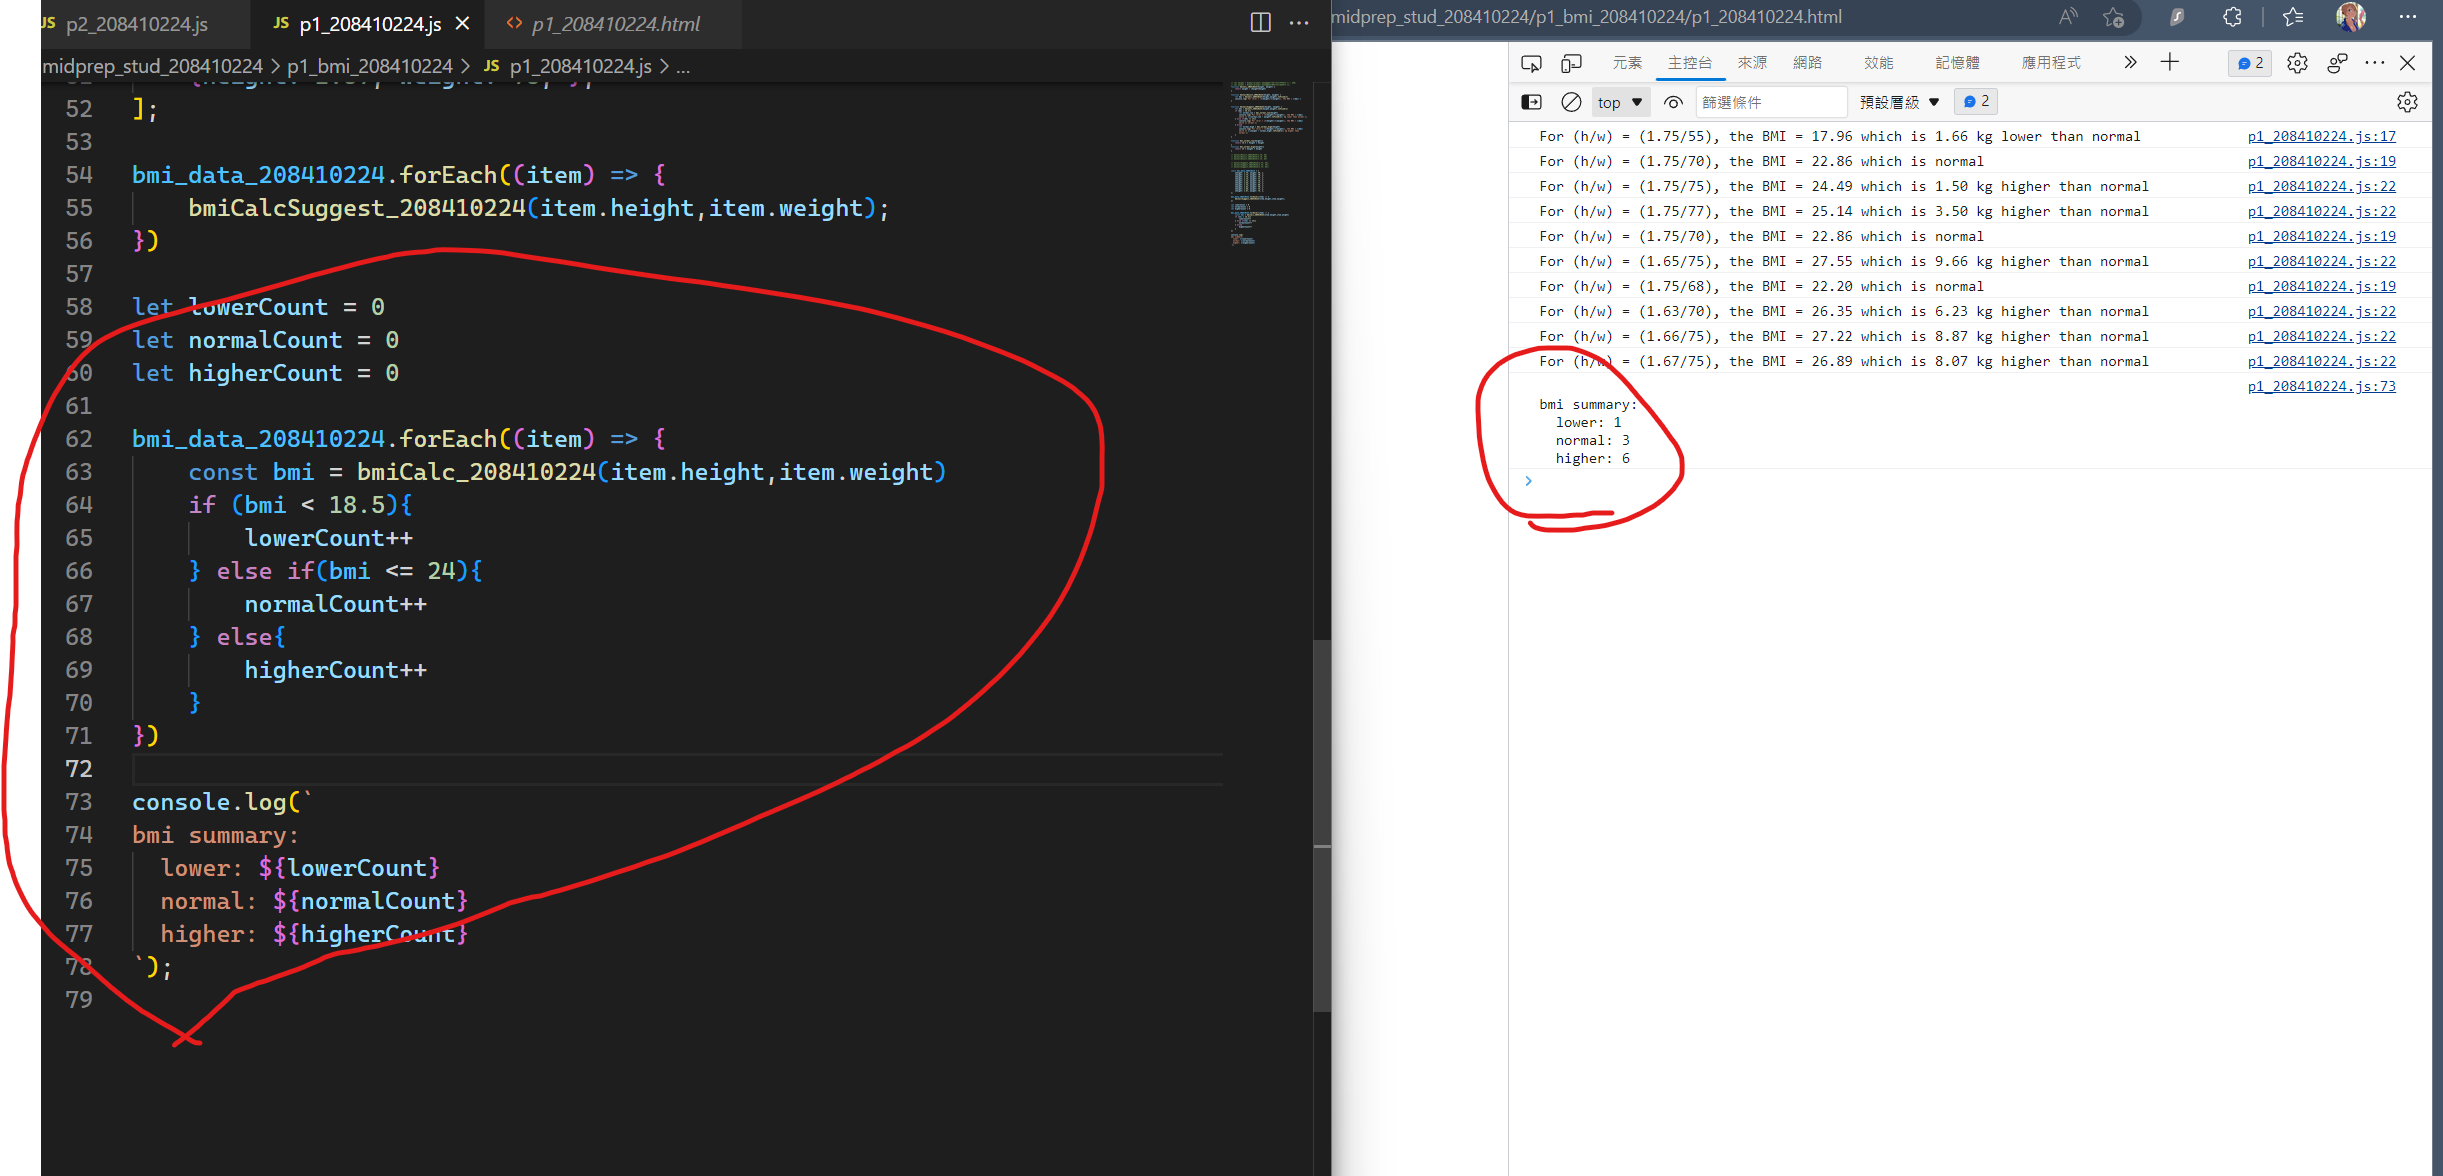 JS p2_208410224.js
JS p1_208410224.js
<> p1_208410224.html
midprep_stud_208410224 > p1_bmi_208410224 > JS p1_208410224.js > ...
52 ];
53
54 bmi_data_208410224.forEach((item) => {
55 bmiCalcSuggest_208410224(item.height,item.weight);
56 })
57
58 let lowerCount = 0
59 let normalCount = 0
60 let higherCount = 0
61
62 bmi_data_208410224.forEach((item) => {
63 const bmi = bmiCalc_208410224(item.height,item.weight)
64 if (bmi < 18.5){
65 lowerCount++
66 } else if(bmi <= 24){
67 normalCount++
68 } else{
69 higherCount++
70 }
71 })
72
73 console.log(`
74 bmi summary:
75 lower: ${lowerCount}
76 normal: ${normalCount}
77 higher: ${higherCount}
78 `);
79
midprep_stud_208410224/p1_bmi_208410224/p1_208410224.html
元素 主控台 來源 網路 效能 記憶體 應用程式 2
top 篩選條件 預設層級 2
For (h/w) = (1.75/55), the BMI = 17.96 which is 1.66 kg lower than normal p1_208410224.js:17
For (h/w) = (1.75/70), the BMI = 22.86 which is normal p1_208410224.js:19
For (h/w) = (1.75/75), the BMI = 24.49 which is 1.50 kg higher than normal p1_208410224.js:22
For (h/w) = (1.75/77), the BMI = 25.14 which is 3.50 kg higher than normal p1_208410224.js:22
For (h/w) = (1.75/70), the BMI = 22.86 which is normal p1_208410224.js:19
For (h/w) = (1.65/75), the BMI = 27.55 which is 9.66 kg higher than normal p1_208410224.js:22
For (h/w) = (1.75/68), the BMI = 22.20 which is normal p1_208410224.js:19
For (h/w) = (1.63/70), the BMI = 26.35 which is 6.23 kg higher than normal p1_208410224.js:22
For (h/w) = (1.66/75), the BMI = 27.22 which is 8.87 kg higher than normal p1_208410224.js:22
For (h/w) = (1.67/75), the BMI = 26.89 which is 8.07 kg higher than normal p1_208410224.js:22
p1_208410224.js:73
bmi summary:
lower: 1
normal: 3
higher: 6